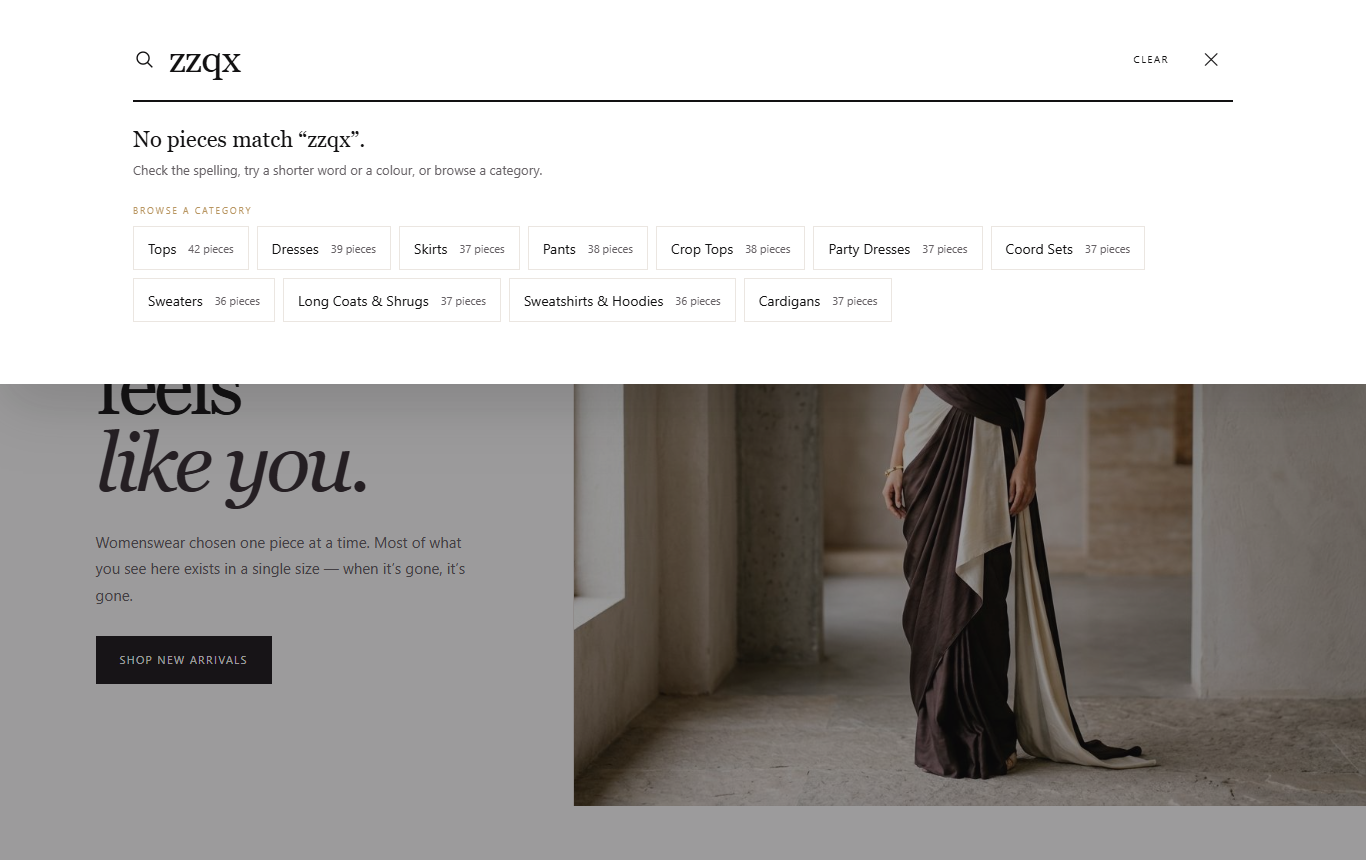 zzqx
CLEAR
No pieces match “zzqx”.
Check the spelling, try a shorter word or a colour, or browse a category.
BROWSE A CATEGORY
Tops 42 pieces
Dresses 39 pieces
Skirts 37 pieces
Pants 38 pieces
Crop Tops 38 pieces
Party Dresses 37 pieces
Coord Sets 37 pieces
Sweaters 36 pieces
Long Coats & Shrugs 37 pieces
Sweatshirts & Hoodies 36 pieces
Cardigans 37 pieces
feels
like you.
Womenswear chosen one piece at a time. Most of what
you see here exists in a single size — when it’s gone, it’s
gone.
SHOP NEW ARRIVALS